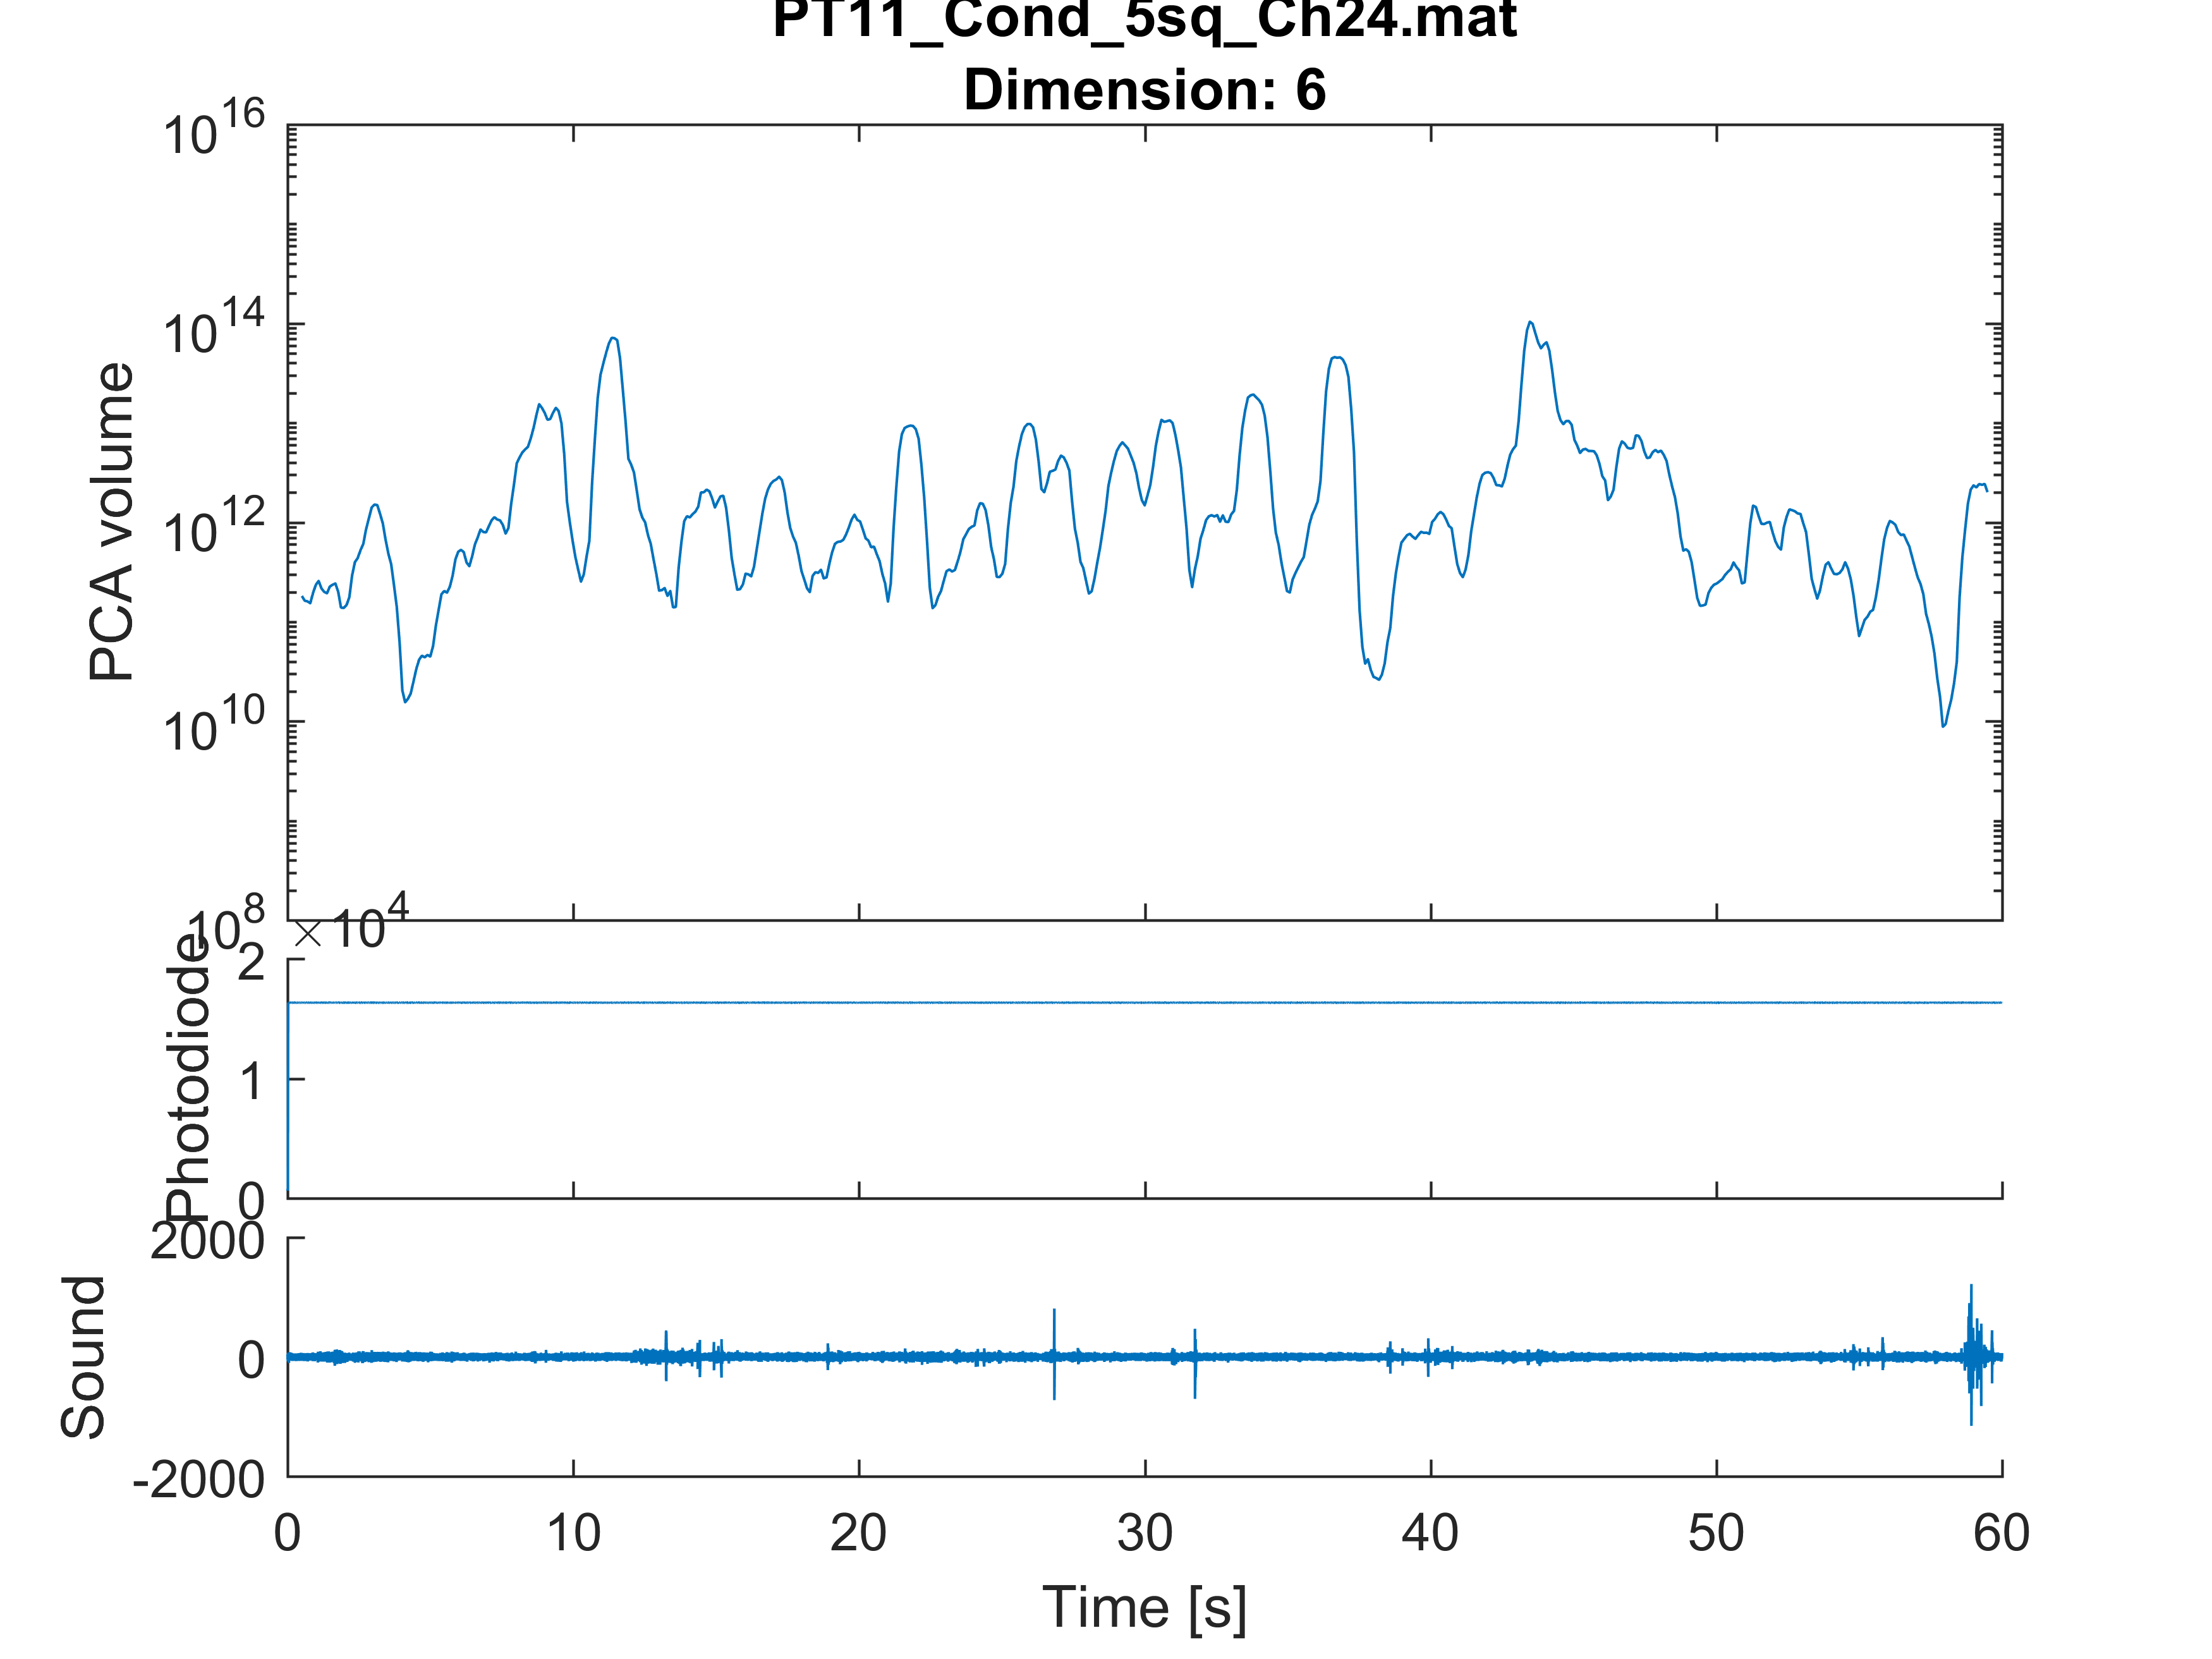 PT11_Cond_5sq_Ch24.mat
Dimension: 6
10^16
10^14
10^12
10^10
10^8
PCA volume
× 10^4
2
1
0
Photodiode
2000
0
-2000
Sound
0 10 20 30 40 50 60
Time [s]